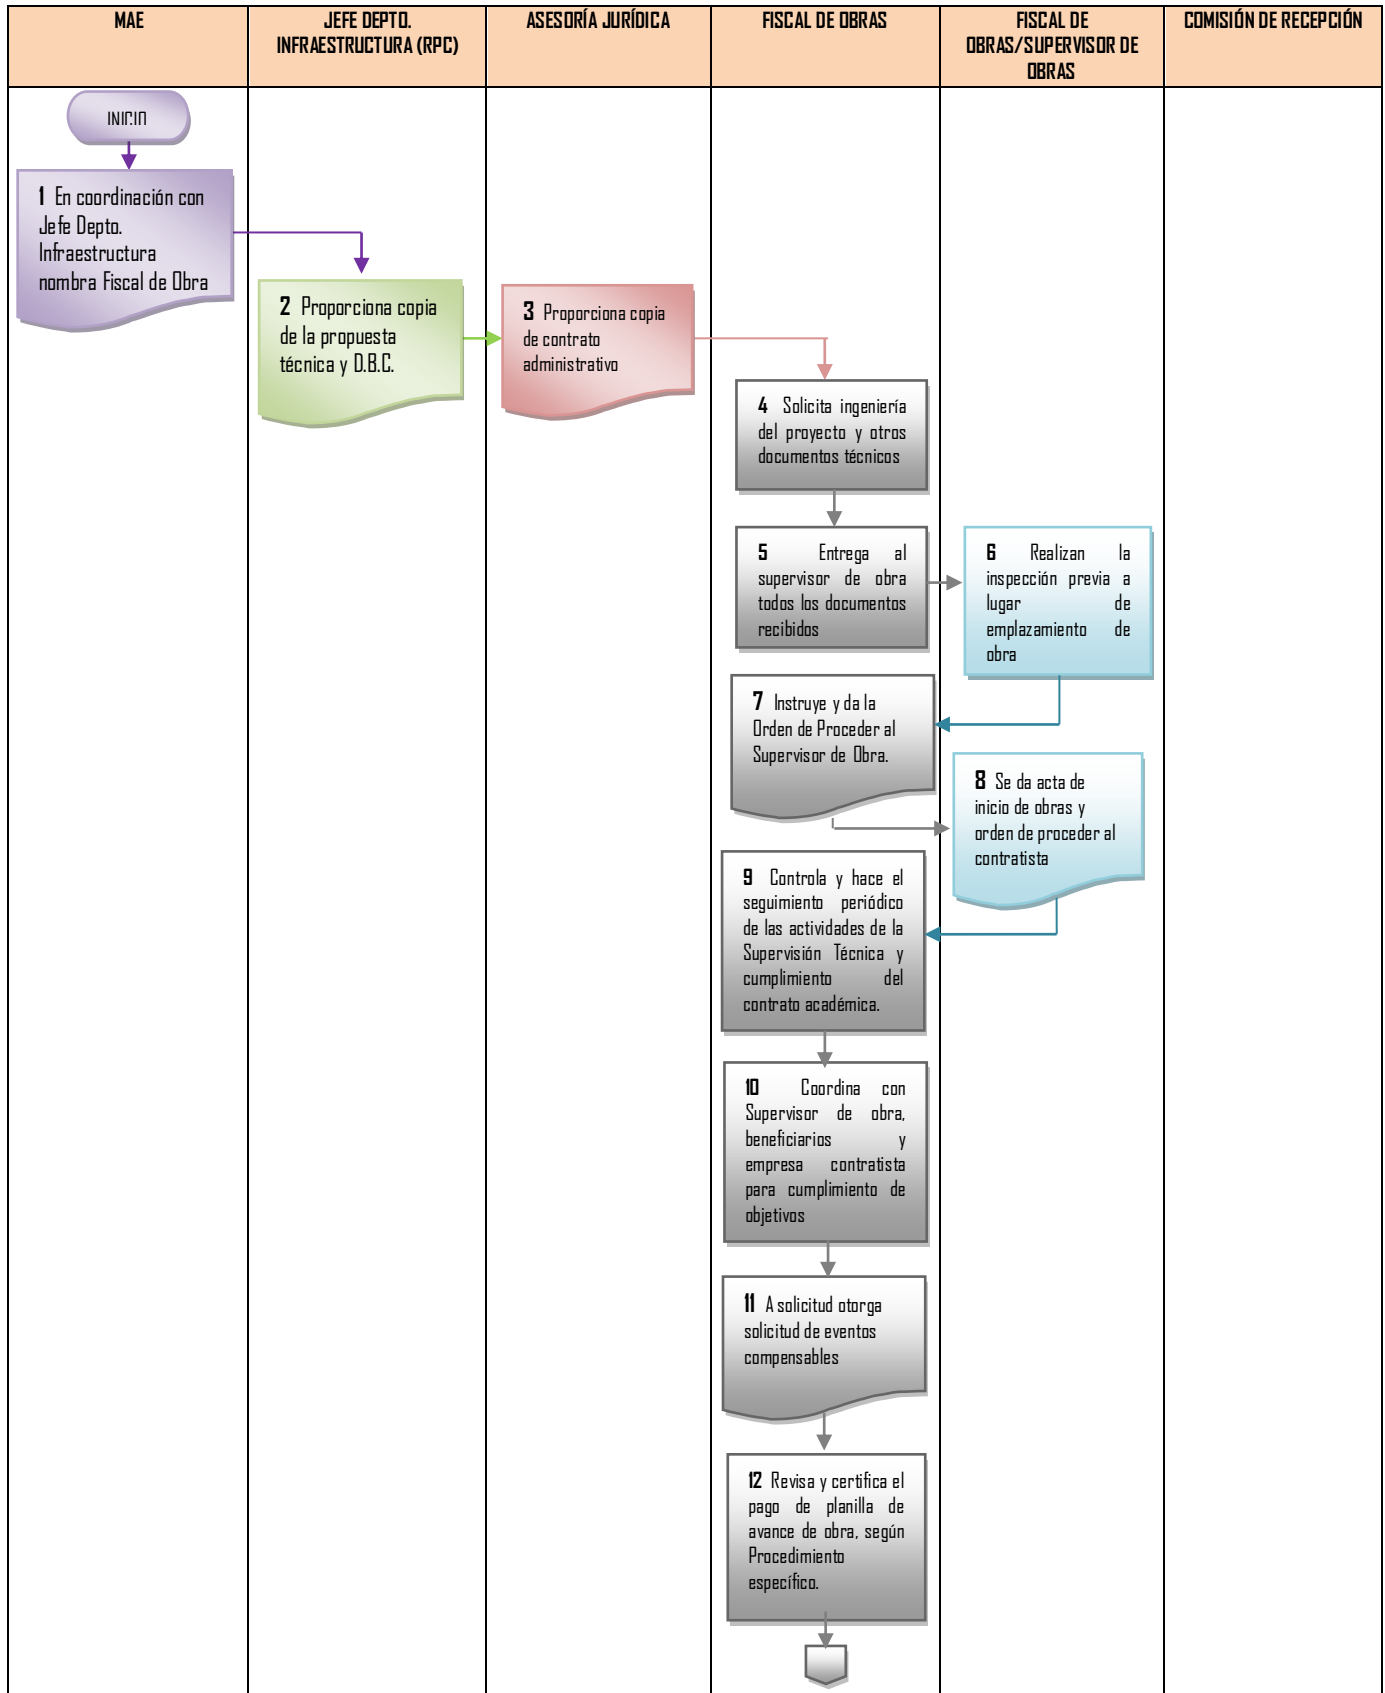 MAE
JEFE DEPTO.
INFRAESTRUCTURA (RPC)
ASESORÍA JURÍDICA
FISCAL DE OBRAS
FISCAL DE
OBRAS/SUPERVISOR DE
OBRAS
COMISIÓN DE RECEPCIÓN
INICIO
1 En coordinación con
Jefe Depto.
Infraestructura
nombra Fiscal de Obra
2 Proporciona copia
de la propuesta
técnica y D.B.C.
3 Proporciona copia
de contrato
administrativo
4 Solicita ingeniería
del proyecto y otros
documentos técnicos
5 Entrega al
supervisor de obra
todos los documentos
recibidos
6 Realizan la
inspección previa a
lugar de
emplazamiento de
obra
7 Instruye y da la
Orden de Proceder al
Supervisor de Obra.
8 Se da acta de
inicio de obras y
orden de proceder al
contratista
9 Controla y hace el
seguimiento periódico
de las actividades de la
Supervisión Técnica y
cumplimiento del
contrato académica.
10 Coordina con
Supervisor de obra,
beneficiarios y
empresa contratista
para cumplimiento de
objetivos
11 A solicitud otorga
solicitud de eventos
compensables
12 Revisa y certifica el
pago de planilla de
avance de obra, según
Procedimiento
específico.